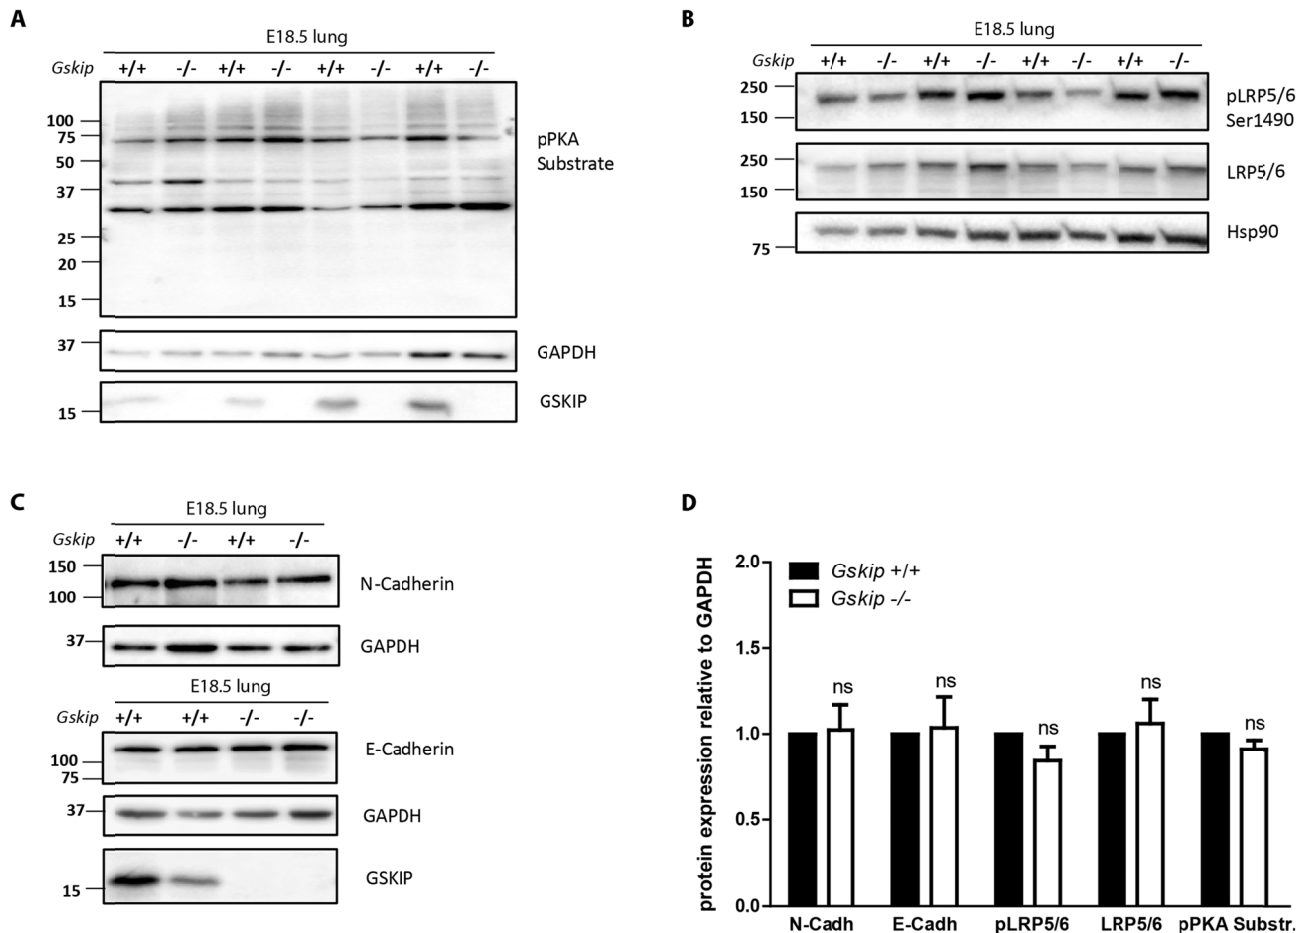 A
E18.5 lung
Gskip +/+ -/- +/+ -/- +/+ -/- +/+ -/-
100
75
50
37
25
20
15
pPKA
Substrate
37
GAPDH
15
GSKIP
B
E18.5 lung
Gskip +/+ -/- +/+ -/- +/+ -/- +/+ -/-
250
150
pLRP5/6
Ser1490
250
150
LRP5/6
75
Hsp90
C
E18.5 lung
Gskip +/+ -/- +/+ -/-
150
100
N-Cadherin
37
GAPDH
E18.5 lung
Gskip +/+ +/+ -/- -/-
100
75
E-Cadherin
37
GAPDH
15
GSKIP
D
protein expression relative to GAPDH
2.0
1.5
1.0
0.5
0.0
Gskip +/+
Gskip -/-
ns ns ns ns ns
N-Cadh E-Cadh pLRP5/6 LRP5/6 pPKA Substr.